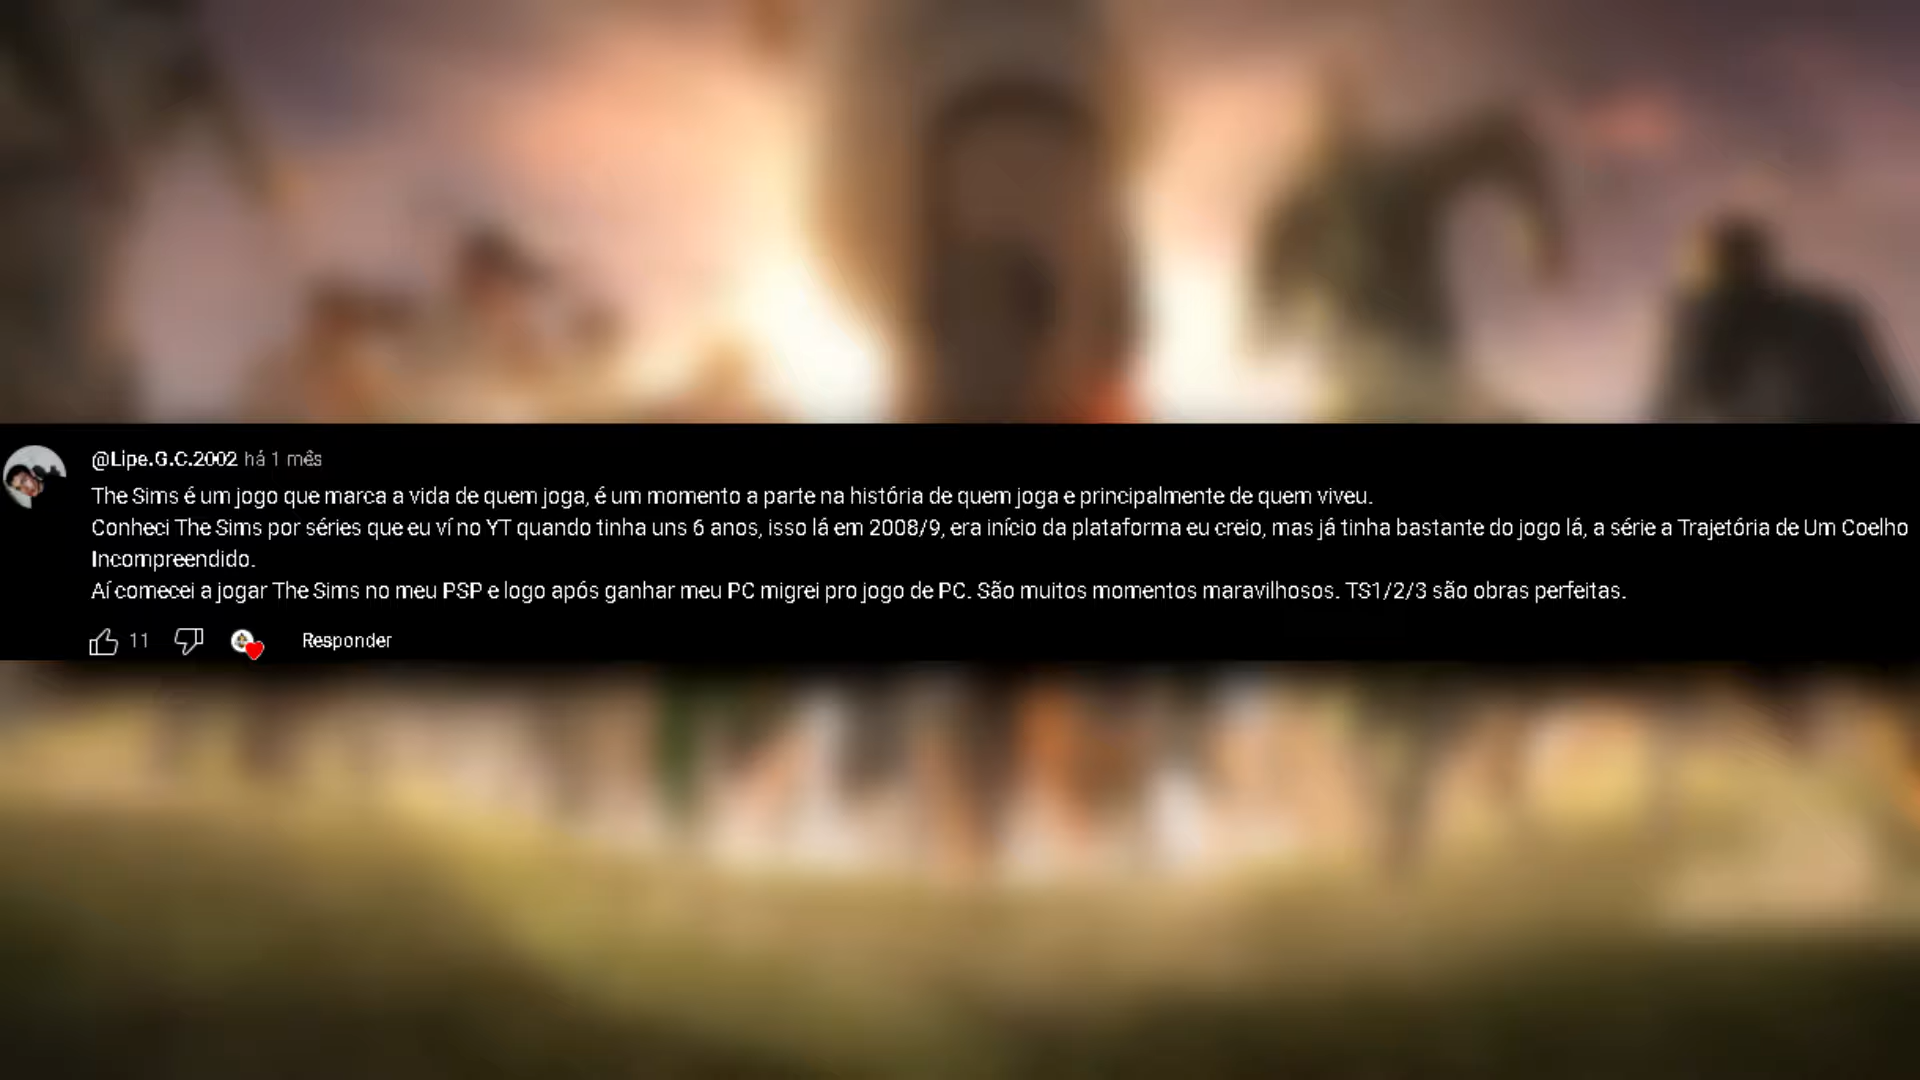 @Lipe.G.C.2002 há 1 mês
The Sims é um jogo que marca a vida de quem joga, é um momento a parte na história de quem joga e principalmente de quem viveu.
Conheci The Sims por séries que eu ví no YT quando tinha uns 6 anos, isso lá em 2008/9, era início da plataforma eu creio, mas já tinha bastante do jogo lá, a série a Trajetória de Um Coelho
Incompreendido.
Aí comecei a jogar The Sims no meu PSP e logo após ganhar meu PC migrei pro jogo de PC. São muitos momentos maravilhosos. TS1/2/3 são obras perfeitas.
11 Responder